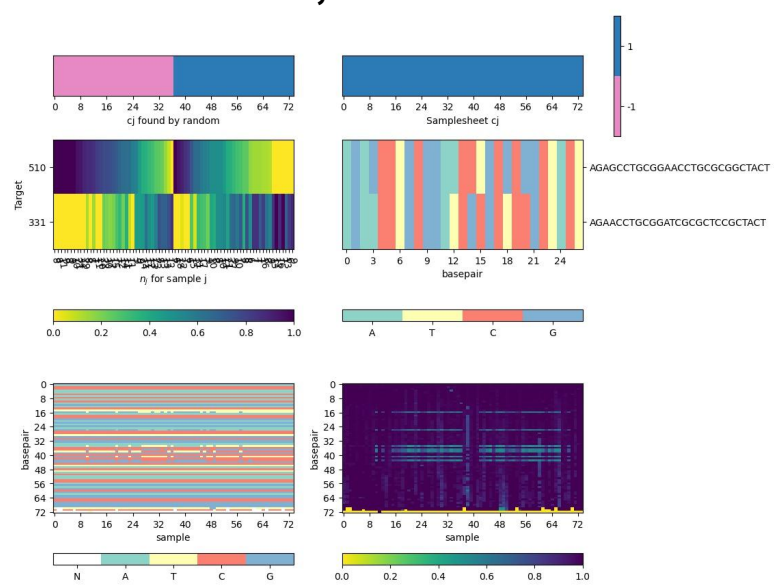 1
-1
0 8 16 24 32 40 48 56 64 72
cj found by random
0 8 16 24 32 40 48 56 64 72
Samplesheet cj
Target
510
331
nj for sample j
AGAGCCTGCGGAACCTGCGCGGCTACT
AGAACCTGCGGATCGCGCTCCGCTACT
0 3 6 9 12 15 18 21 24
basepair
0.0 0.2 0.4 0.6 0.8 1.0
A T C G
basepair
0
8
16
24
32
40
48
56
64
72
0 8 16 24 32 40 48 56 64 72
sample
basepair
0
8
16
24
32
40
48
56
64
72
0 8 16 24 32 40 48 56 64 72
sample
N A T C G
0.0 0.2 0.4 0.6 0.8 1.0